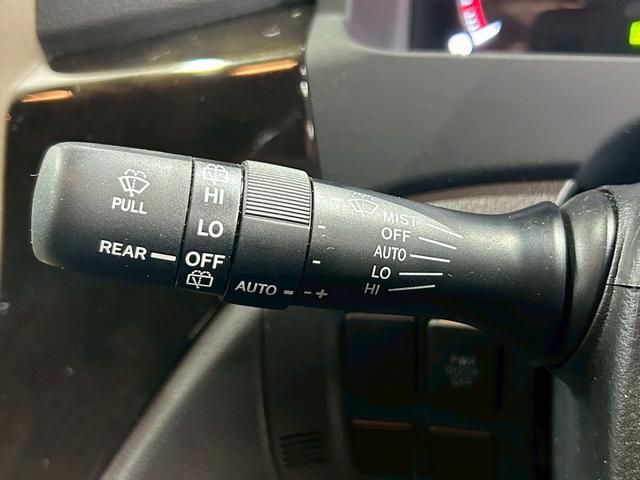 PULL
REAR
HI
LO
OFF
AUTO
- +
MIST
OFF
AUTO
LO
HI